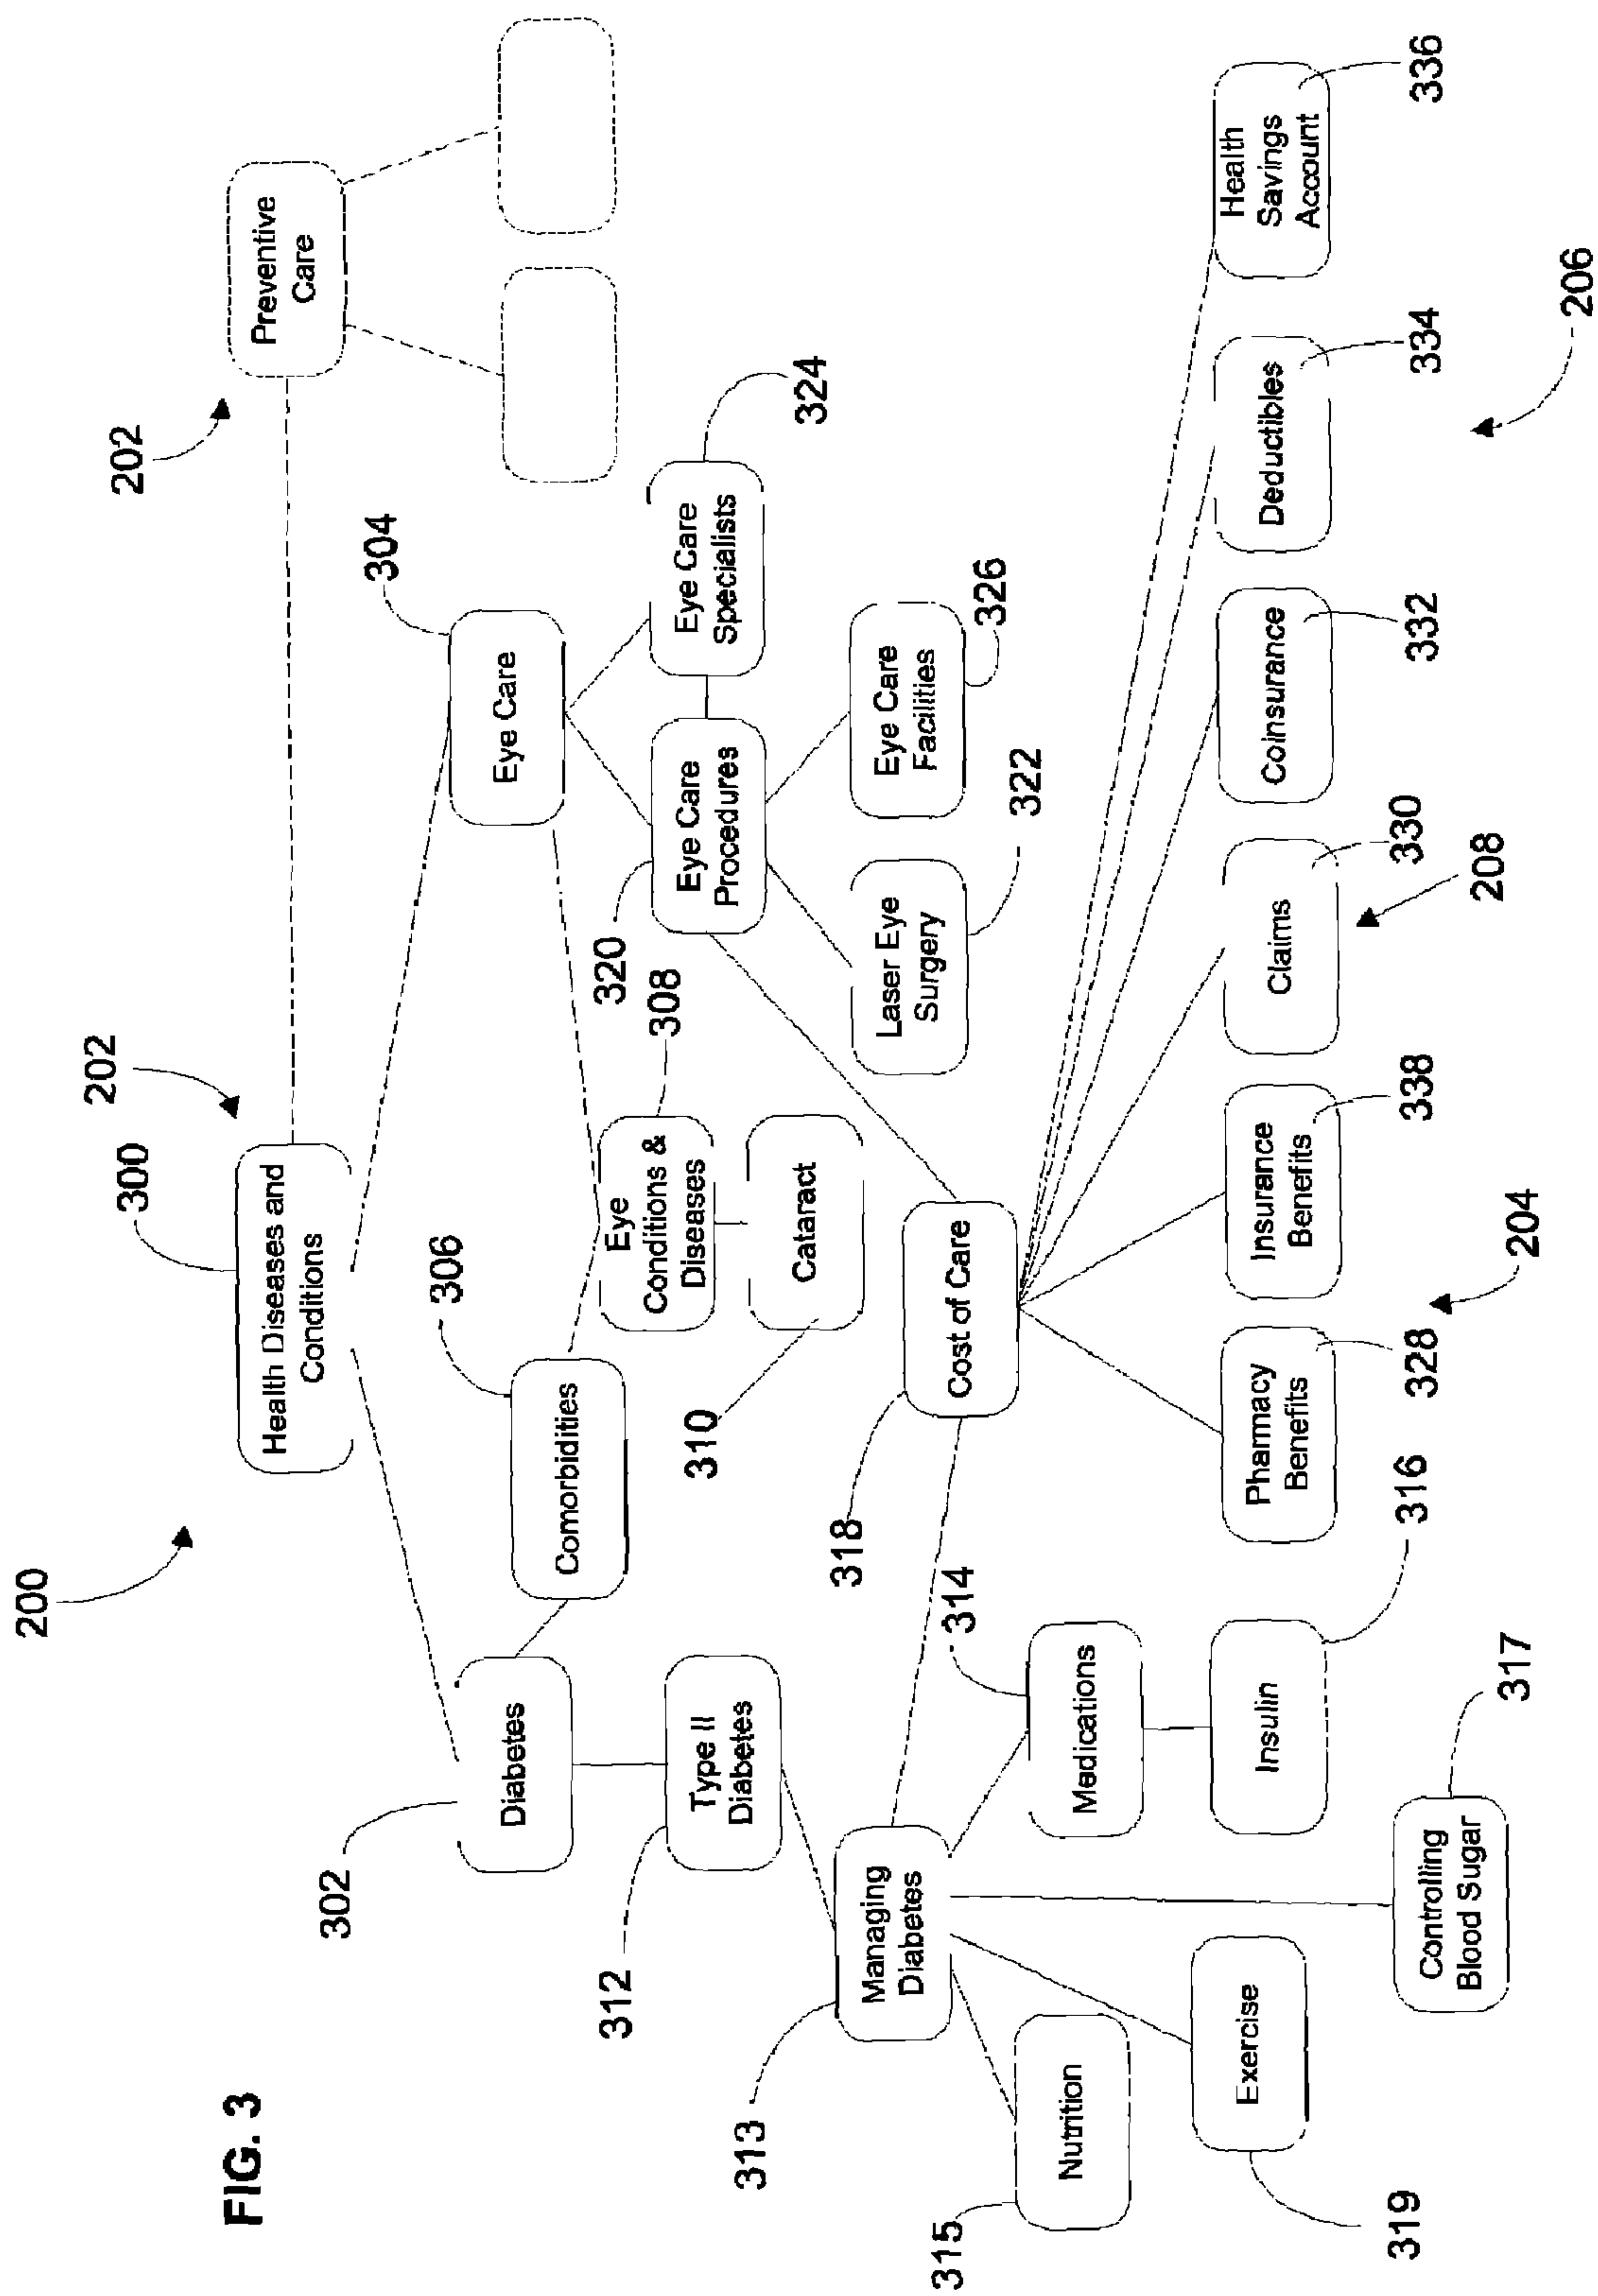 FIG. 3
200
300
202
202
Health Diseases and
Conditions
Preventive
Care
302
Diabetes
306
Comorbidities
304
Eye Care
308
Eye
Conditions &
Diseases
310
Cataract
312
Type II
Diabetes
320
Eye Care
Procedures
Eye Care
Specialists
324
313
Managing
Diabetes
318
Cost of Care
Laser Eye
Surgery
322
Eye Care
Facilities
326
315
Nutrition
314
Medications
319
Exercise
Insulin
316
Controlling
Blood Sugar
317
Pharmacy
Benefits
328
Insurance
Benefits
338
Claims
330
Coinsurance
332
Deductibles
334
Health
Savings
Account
336
204
208
206